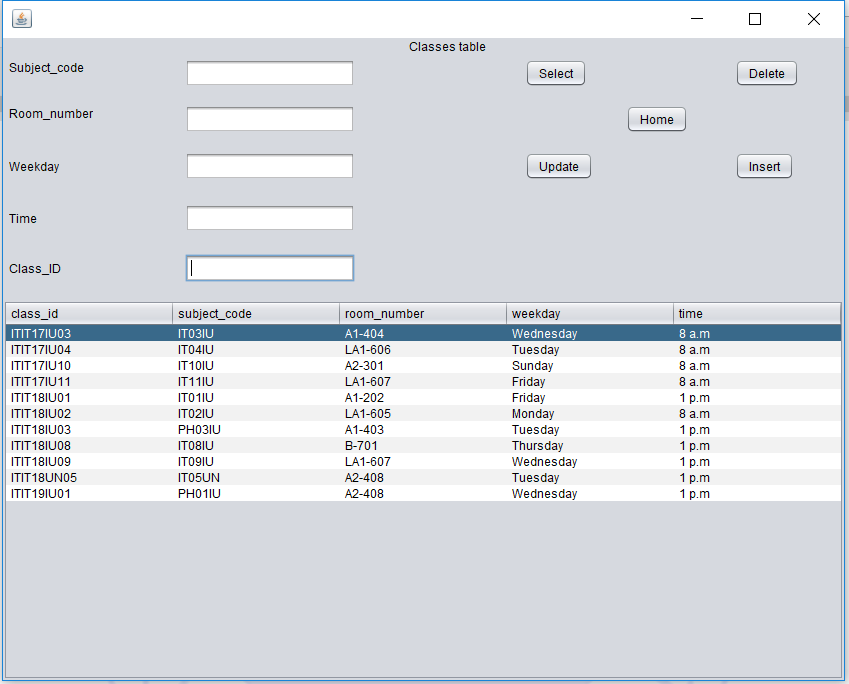 Classes table
Subject_code Select Delete
Room_number Home
Weekday Update Insert
Time
Class_ID
class_id subject_code room_number weekday time
ITIT17IU03 IT03IU A1-404 Wednesday 8 a.m
ITIT17IU04 IT04IU LA1-606 Tuesday 8 a.m
ITIT17IU10 IT10IU A2-301 Sunday 8 a.m
ITIT17IU11 IT11IU LA1-607 Friday 8 a.m
ITIT18IU01 IT01IU A1-202 Friday 1 p.m
ITIT18IU02 IT02IU LA1-605 Monday 8 a.m
ITIT18IU03 PH03IU A1-403 Tuesday 1 p.m
ITIT18IU08 IT08IU B-701 Thursday 1 p.m
ITIT18IU09 IT09IU LA1-607 Wednesday 1 p.m
ITIT18UN05 IT05UN A2-408 Tuesday 1 p.m
ITIT19IU01 PH01IU A2-408 Wednesday 1 p.m